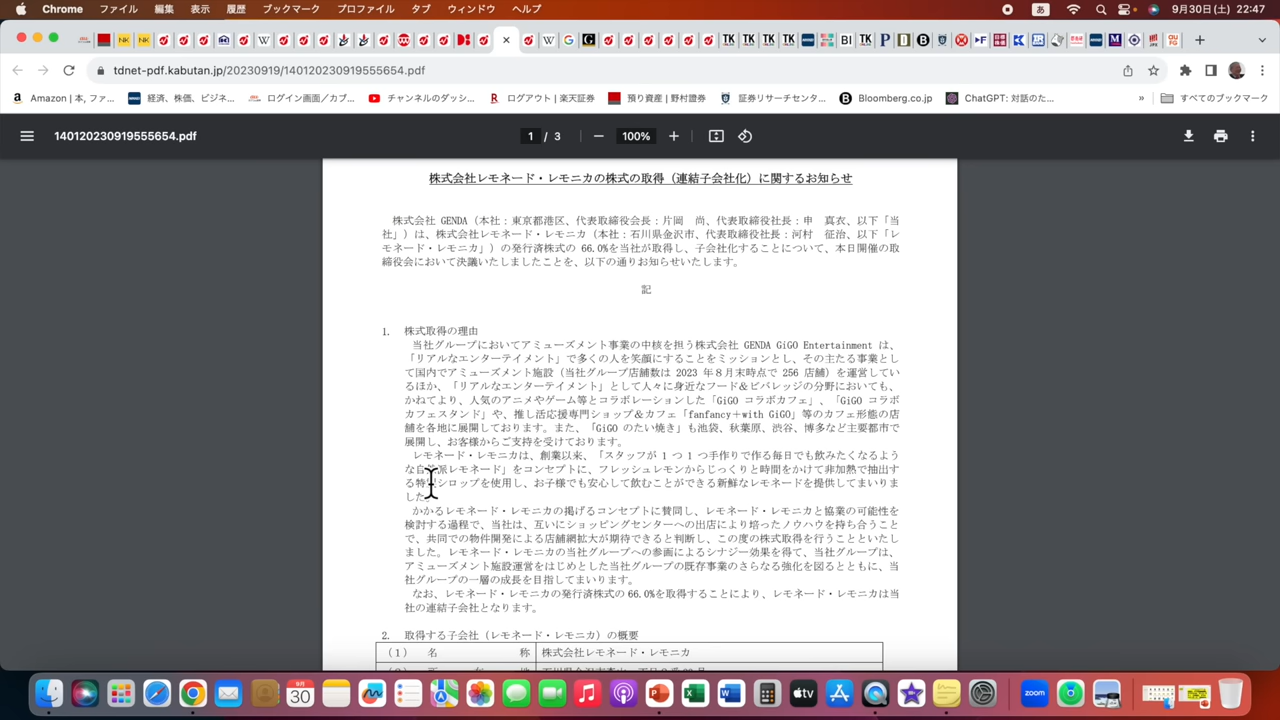 Chrome ファイル 編集 表示 履歴 ブックマーク プロファイル タブ ウィンドウ ヘルプ あ 9月30日(土) 22:47
tdnet-pdf.kabutan.jp/20230919/140120230919555654.pdf
Amazon | 本, ファ... 経済、株価、ビジネ... ログイン画面／カブ... チャンネルのダッシ... ログアウト | 楽天証券 預り資産 | 野村證券 証券リサーチセンタ... Bloomberg.co.jp ChatGPT: 対話のた... » すべてのブックマーク
140120230919555654.pdf 1 / 3 − 100% +
株式会社レモネード・レモニカの株式の取得（連結子会社化）に関するお知らせ
株式会社 GENDA（本社：東京都港区、代表取締役会長：片岡　尚、代表取締役社長：申　真衣、以下「当
社」）は、株式会社レモネード・レモニカ（本社：石川県金沢市、代表取締役社長：河村　征治、以下「レ
モネード・レモニカ」）の発行済株式の 66.0%を当社が取得し、子会社化することについて、本日開催の取
締役会において決議いたしましたことを、以下の通りお知らせいたします。
記
1. 株式取得の理由
当社グループにおいてアミューズメント事業の中核を担う株式会社 GENDA GiGO Entertainment は、
「リアルなエンターテイメント」で多くの人を笑顔にすることをミッションとし、その主たる事業とし
て国内でアミューズメント施設（当社グループ店舗数は 2023 年８月末時点で 256 店舗）を運営してい
るほか、「リアルなエンターテイメント」として人々に身近なフード＆ビバレッジの分野においても、
かねてより、人気のアニメやゲーム等とコラボレーションした「GiGO コラボカフェ」、「GiGO コラボ
カフェスタンド」や、推し活応援専門ショップ＆カフェ「fanfancy＋with GiGO」等のカフェ形態の店
舗を各地に展開しております。また、「GiGO のたい焼き」も池袋、秋葉原、渋谷、博多など主要都市で
展開し、お客様からご支持を受けております。
レモネード・レモニカは、創業以来、「スタッフが 1 つ 1 つ手作りで作る毎日でも飲みたくなるよう
な自然派レモネード」をコンセプトに、フレッシュレモンからじっくりと時間をかけて非加熱で抽出す
る特製シロップを使用し、お子様でも安心して飲むことができる新鮮なレモネードを提供してまいりま
した。
かかるレモネード・レモニカの掲げるコンセプトに賛同し、レモネード・レモニカと協業の可能性を
検討する過程で、当社は、互いにショッピングセンターへの出店により培ったノウハウを持ち合うこと
で、共同での物件開発による店舗網拡大が期待できると判断し、この度の株式取得を行うことといたし
ました。レモネード・レモニカの当社グループへの参画によるシナジー効果を得て、当社グループは、
アミューズメント施設運営をはじめとした当社グループの既存事業のさらなる強化を図るとともに、当
社グループの一層の成長を目指してまいります。
なお、レモネード・レモニカの発行済株式の 66.0%を取得することにより、レモネード・レモニカは当
社の連結子会社となります。
2. 取得する子会社（レモネード・レモニカ）の概要
（１） 名　称 株式会社レモネード・レモニカ